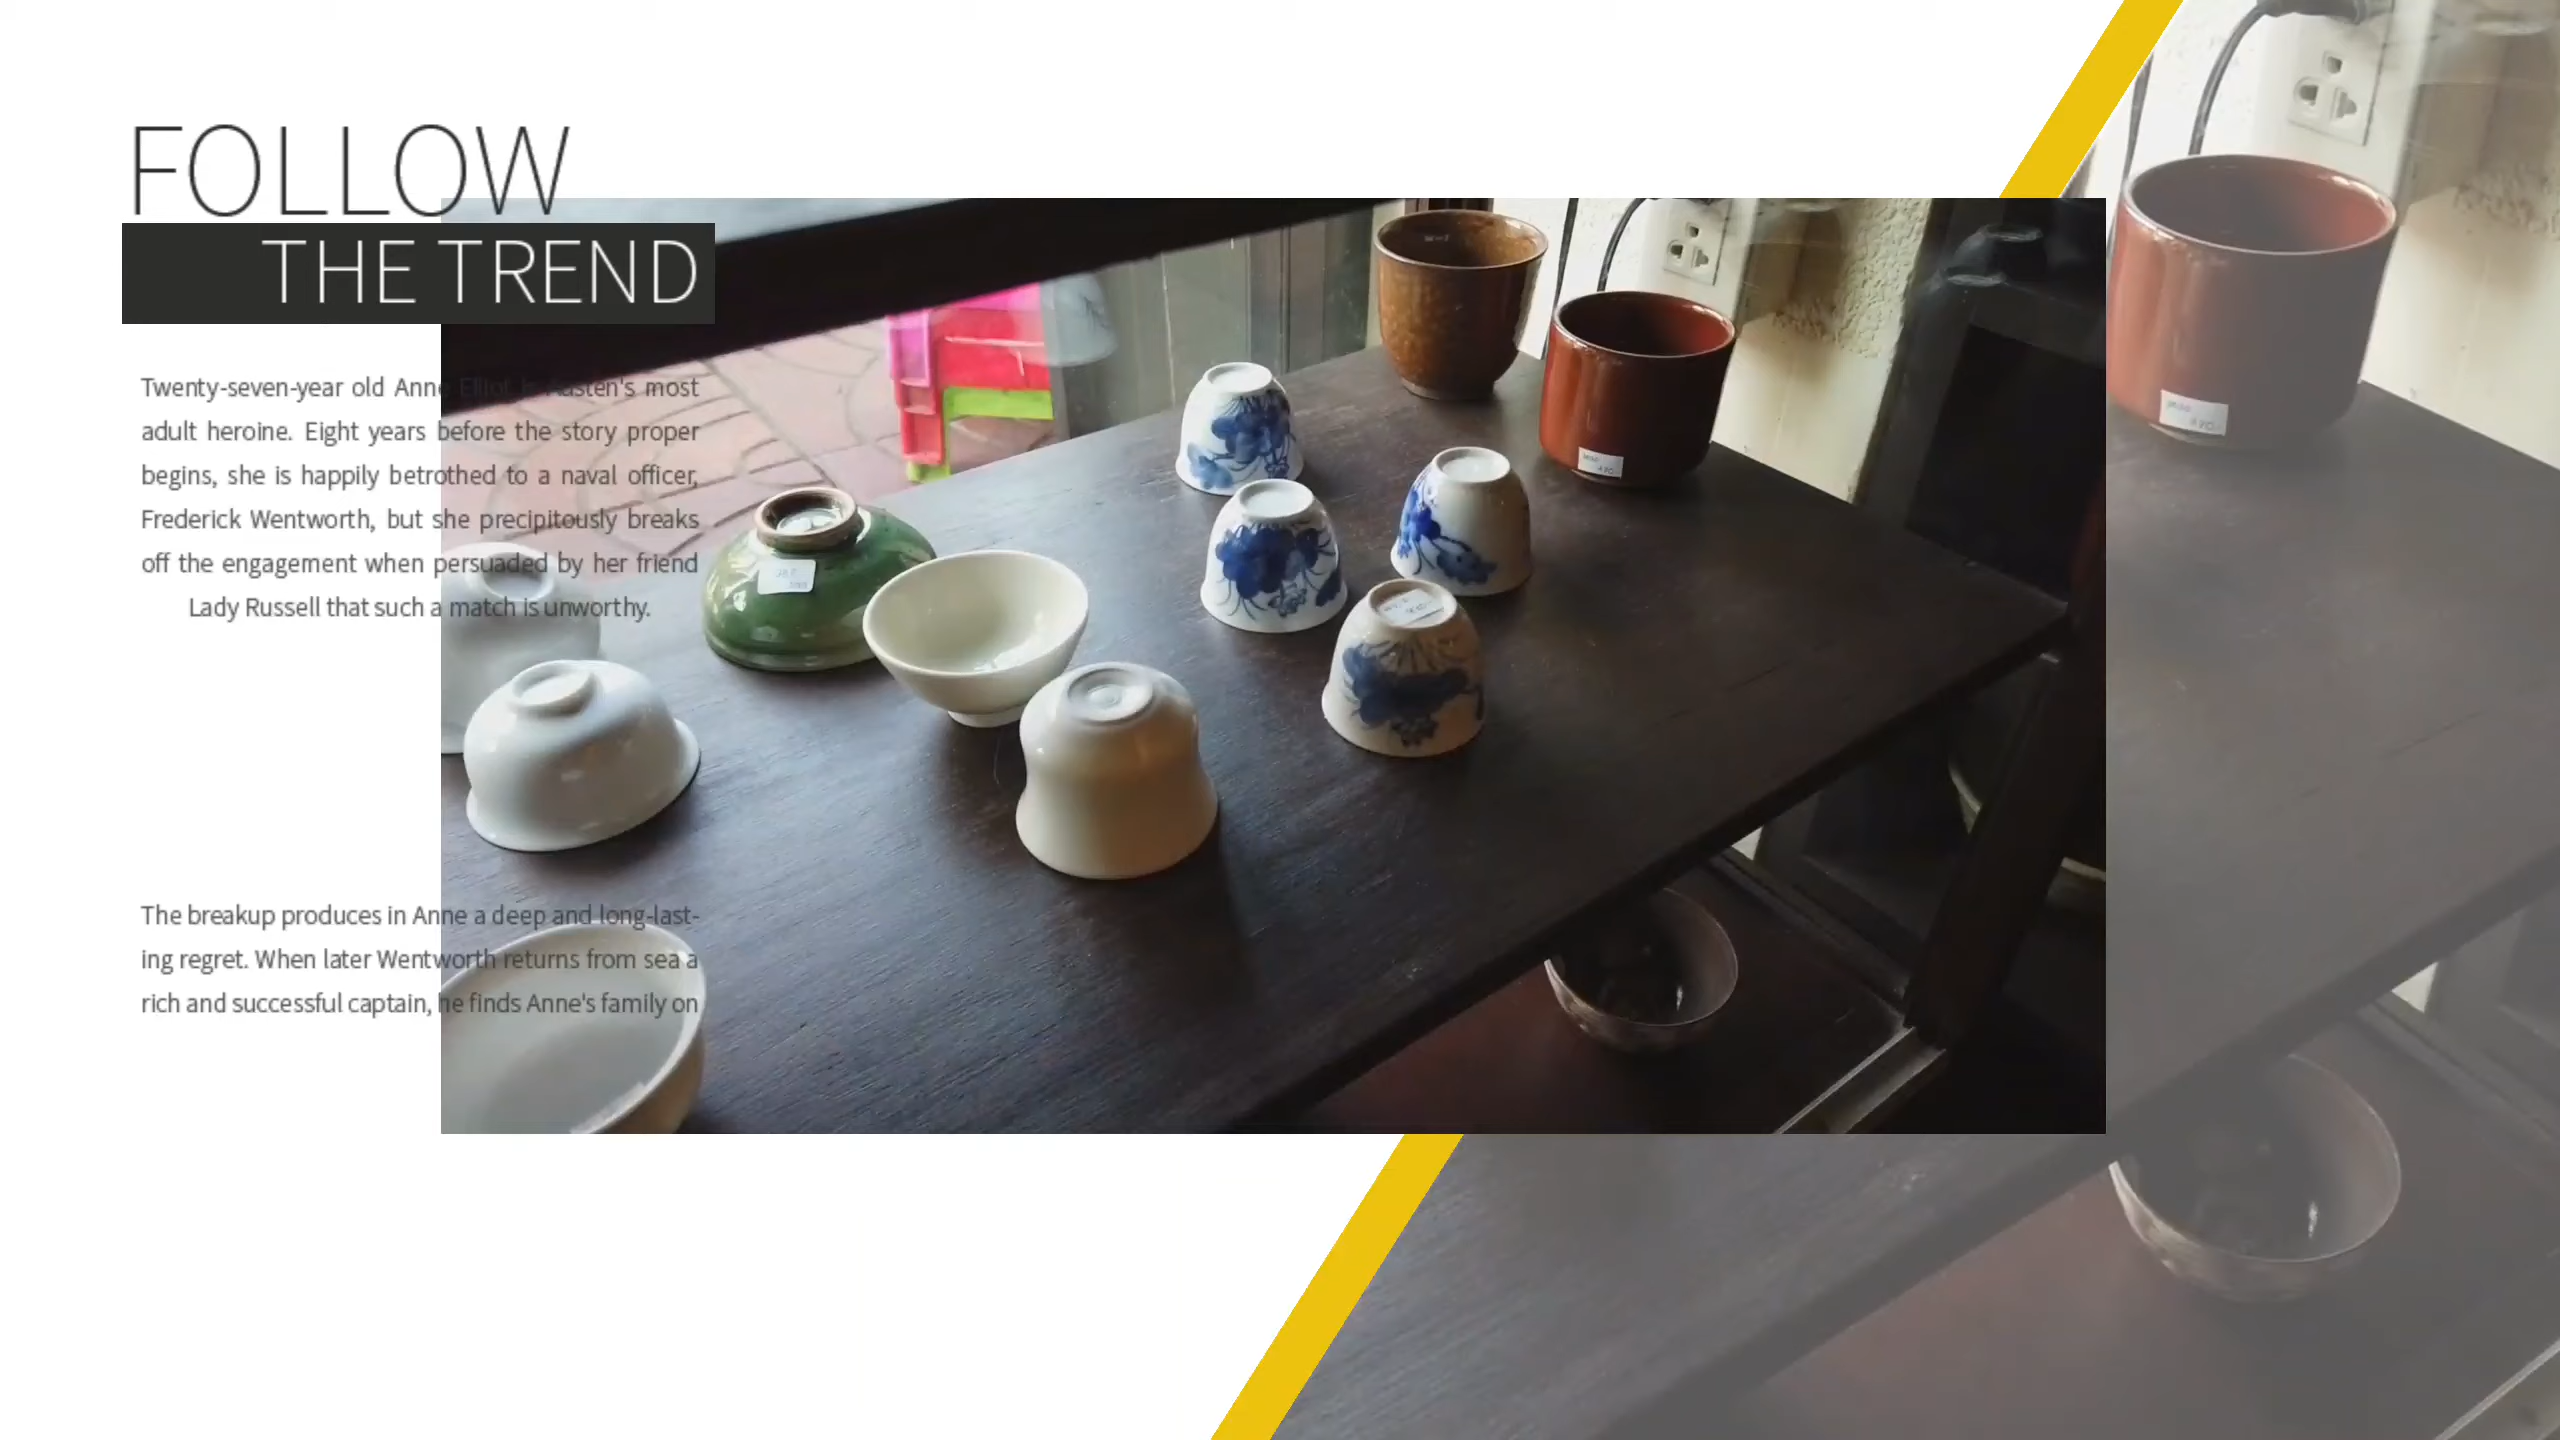 FOLLOW
THE TREND
Twenty-seven-year old Anne Elliot is Austen's most
adult heroine. Eight years before the story proper
begins, she is happily betrothed to a naval officer,
Frederick Wentworth, but she precipitously breaks
off the engagement when persuaded by her friend
Lady Russell that such a match is unworthy.
The breakup produces in Anne a deep and long-last-
ing regret. When later Wentworth returns from sea a
rich and successful captain, he finds Anne's family on